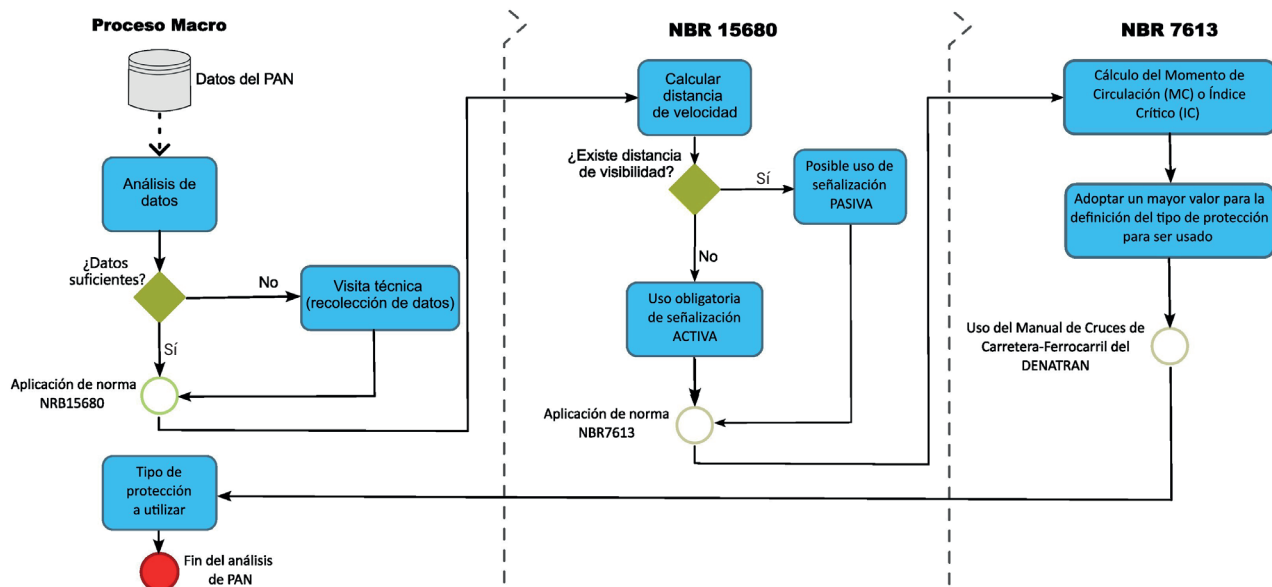 Proceso Macro
Datos del PAN
Análisis de
datos
¿Datos
suficientes?
No
Visita técnica
(recolección de datos)
Sí
Aplicación de norma
NRB15680
Tipo de
protección
a utilizar
Fin del análisis
de PAN
NBR 15680
Calcular
distancia
de velocidad
¿Existe distancia
de visibilidad?
Sí
Posible uso de
señalización
PASIVA
No
Uso obligatoria
de señalización
ACTIVA
Aplicación de norma
NBR7613
NBR 7613
Cálculo del Momento de
Circulación (MC) o Índice
Crítico (IC)
Adoptar un mayor valor para la
definición del tipo de protección
para ser usado
Uso del Manual de Cruces de
Carretera-Ferrocarril del
DENATRAN